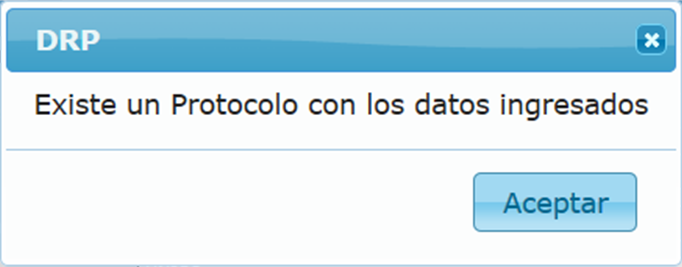 DRP
Existe un Protocolo con los datos ingresados
Aceptar